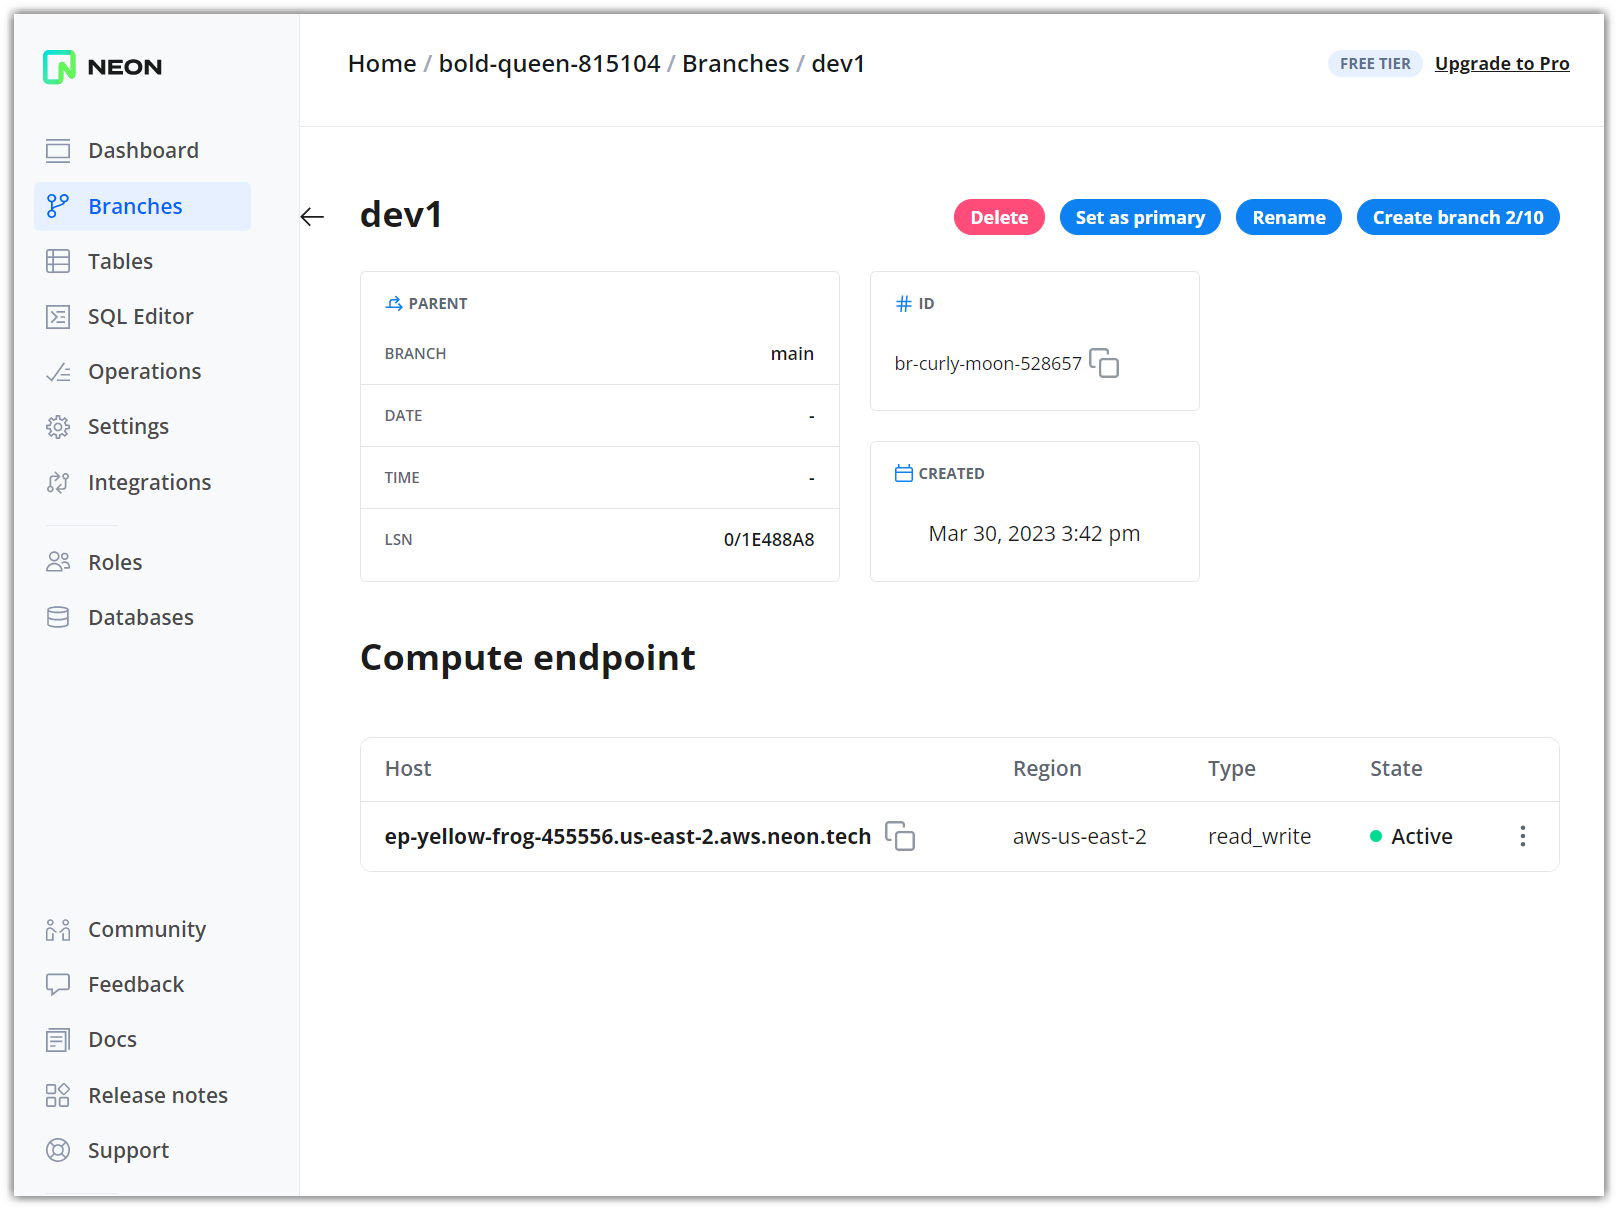 NEON
Home / bold-queen-815104 / Branches / dev1
FREE TIER
Upgrade to Pro
Dashboard
Branches
Tables
SQL Editor
Operations
Settings
Integrations
Roles
Databases
Community
Feedback
Docs
Release notes
Support
dev1
Delete
Set as primary
Rename
Create branch 2/10
PARENT
BRANCH main
DATE -
TIME -
LSN 0/1E488A8
ID
br-curly-moon-528657
CREATED
Mar 30, 2023 3:42 pm
Compute endpoint
Host Region Type State
ep-yellow-frog-455556.us-east-2.aws.neon.tech aws-us-east-2 read_write Active